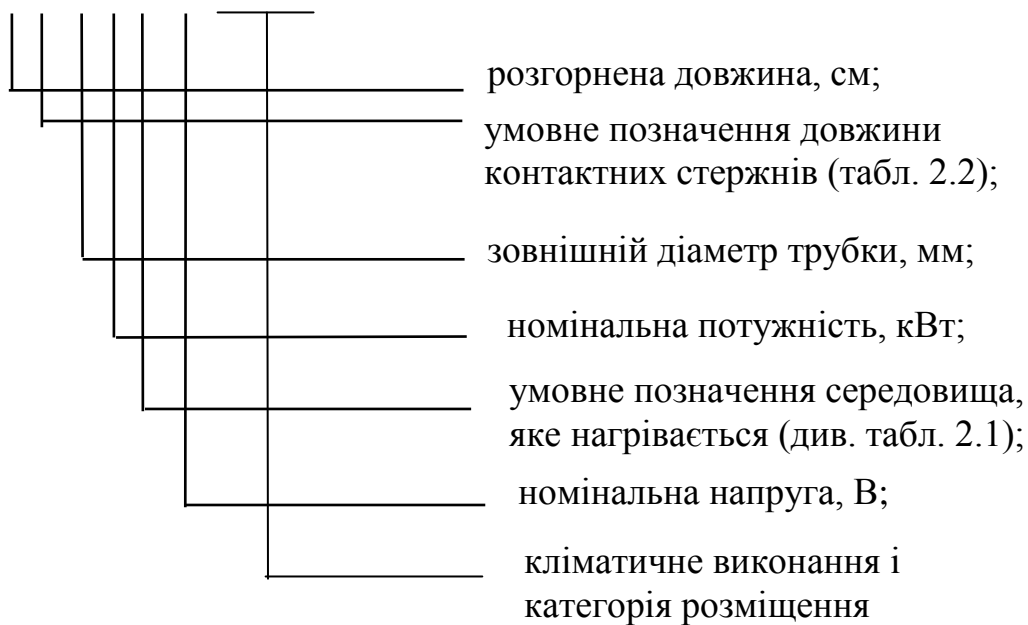 розгорнена довжина, см;
умовне позначення довжини
контактних стержнів (табл. 2.2);
зовнішній діаметр трубки, мм;
номінальна потужність, кВт;
умовне позначення середовища,
яке нагрівається (див. табл. 2.1);
номінальна напруга, В;
кліматичне виконання і
категорія розміщення